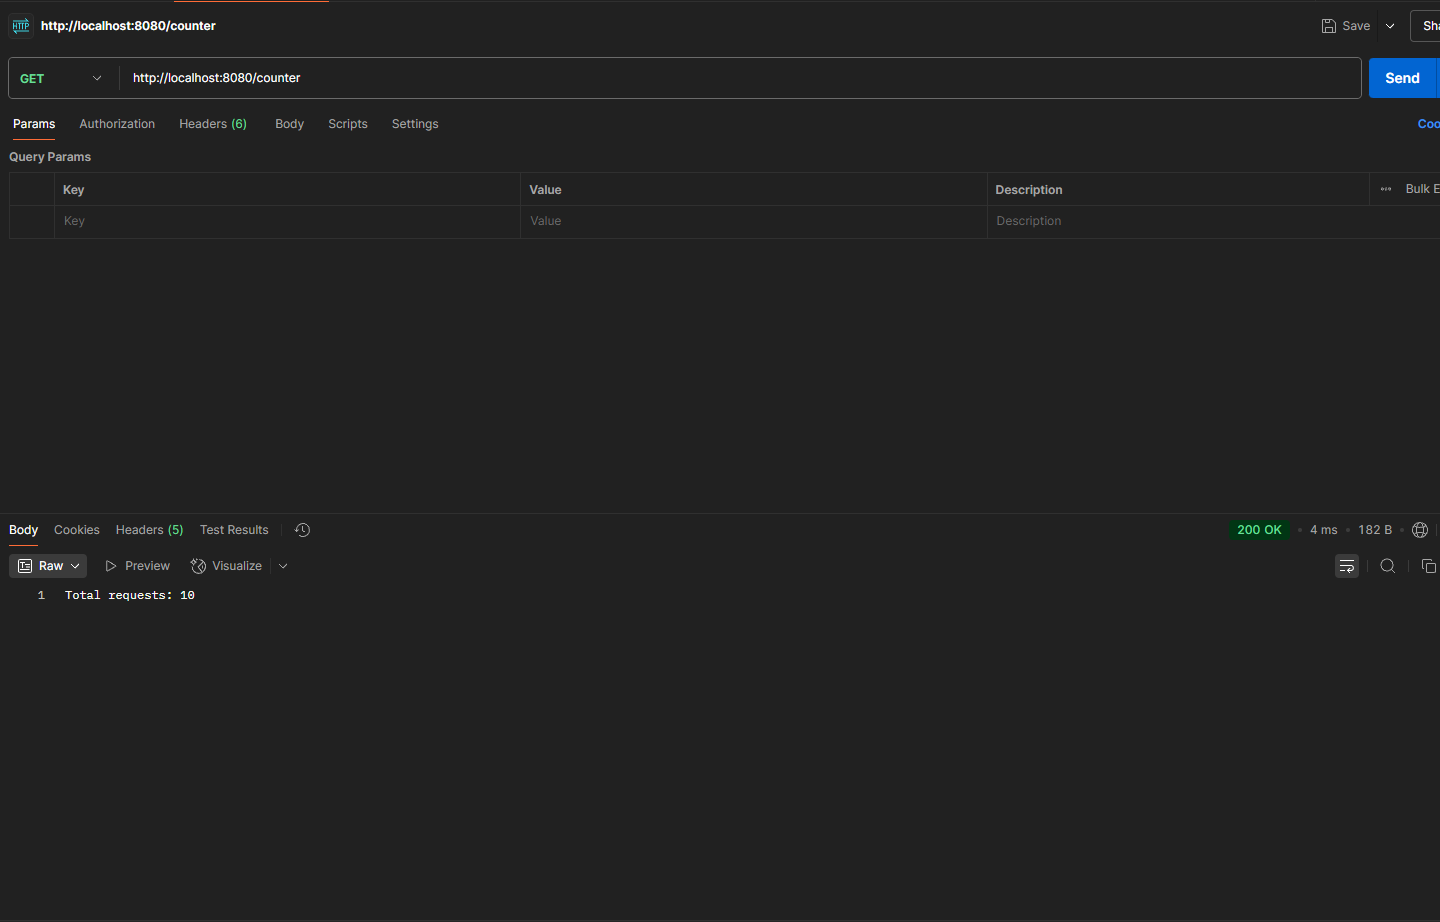 HTTP http://localhost:8080/counter Save Sha
GET http://localhost:8080/counter Send
Params Authorization Headers (6) Body Scripts Settings Coo
Query Params
Key Value Description Bulk E
Key Value Description
Body Cookies Headers (5) Test Results 200 OK • 4 ms • 182 B •
Raw Preview Visualize
1 Total requests: 10